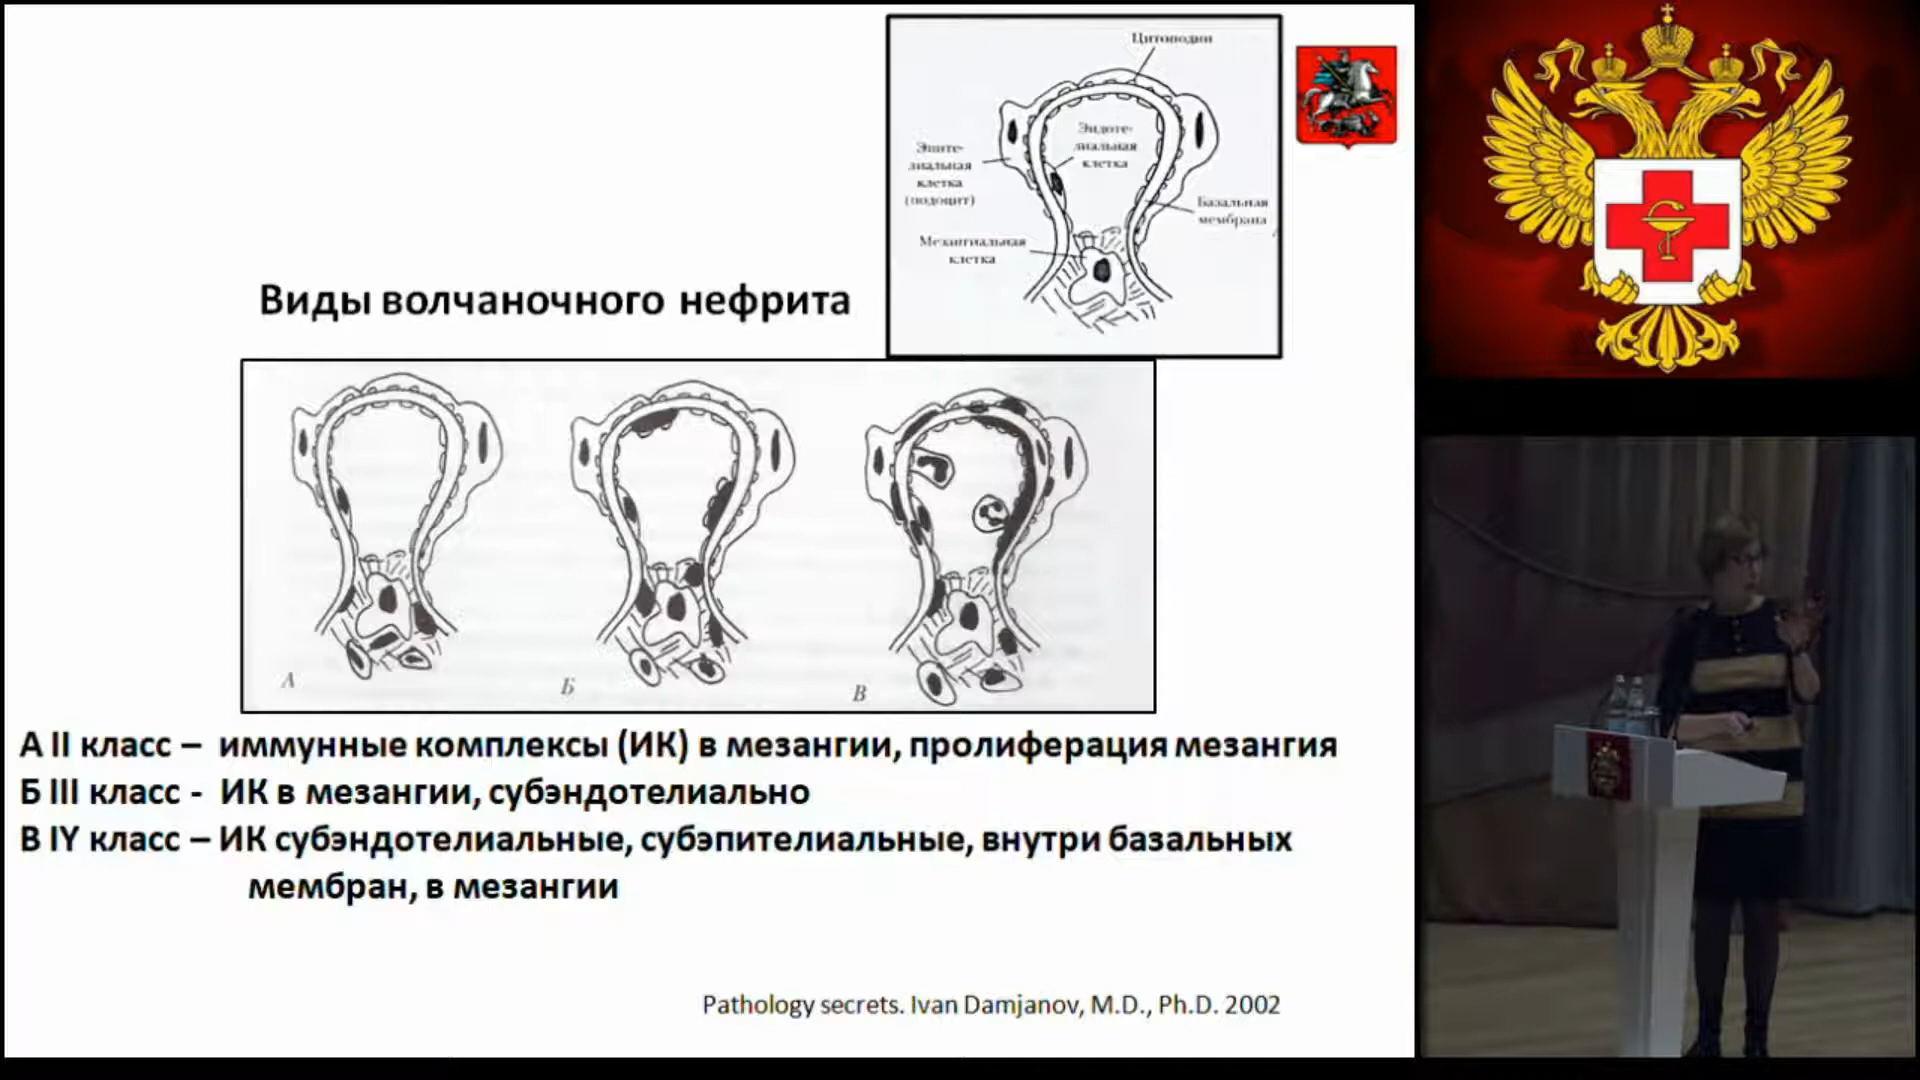 Цитоподии
Эндоте-
лиальная
клетка
Эпите-
лиальная
клетка
(подоцит)
Базальная
мембрана
Мезангиальная
клетка
Виды волчаночного нефрита
А
Б
В
А II класс – иммунные комплексы (ИК) в мезангии, пролиферация мезангия
Б III класс - ИК в мезангии, субэндотелиально
В IY класс – ИК субэндотелиальные, субэпителиальные, внутри базальных
мембран, в мезангии
Pathology secrets. Ivan Damjanov, M.D., Ph.D. 2002